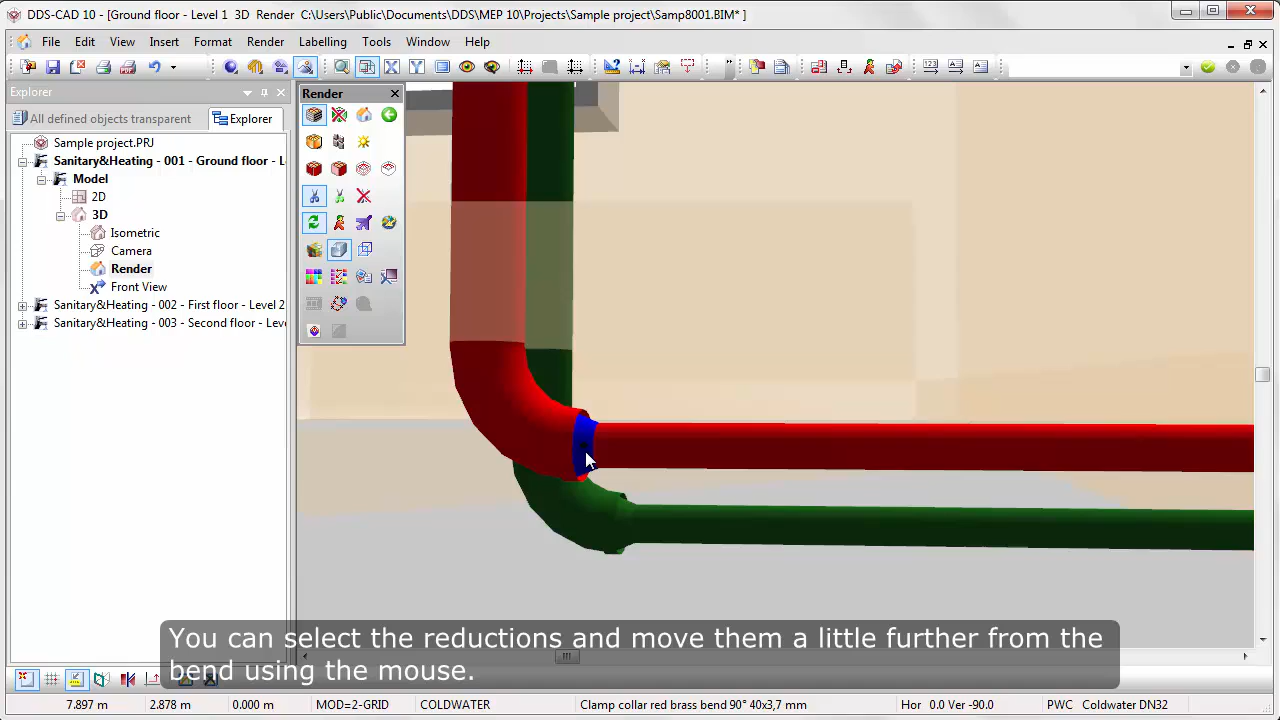 DDS-CAD 10 - [Ground floor - Level 1  3D  Render  C:\Users\Public\Documents\DDS\MEP 10\Projects\Sample project\Samp8001.BIM* ]
File Edit View Insert Format Render Labelling Tools Window Help
Explorer
All defined objects transparent Explorer
Sample project.PRJ
Sanitary&Heating - 001 - Ground floor - L
Model
2D
3D
Isometric
Camera
Render
Front View
Sanitary&Heating - 002 - First floor - Level 2
Sanitary&Heating - 003 - Second floor - Leve
Render
You can select the reductions and move them a little further from the
bend using the mouse.
7.897 m 2.878 m 0.000 m MOD=2-GRID COLDWATER Clamp collar red brass bend 90° 40x3,7 mm Hor 0.0 Ver -90.0 PWC Coldwater DN32